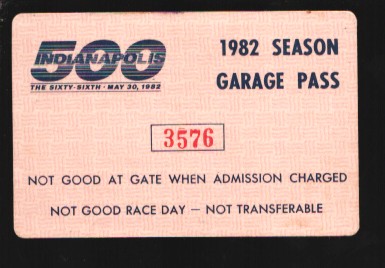 500
INDIANAPOLIS
THE SIXTY-SIXTH · MAY 30, 1982
1982 SEASON
GARAGE PASS
3576
NOT GOOD AT GATE WHEN ADMISSION CHARGED
NOT GOOD RACE DAY — NOT TRANSFERABLE